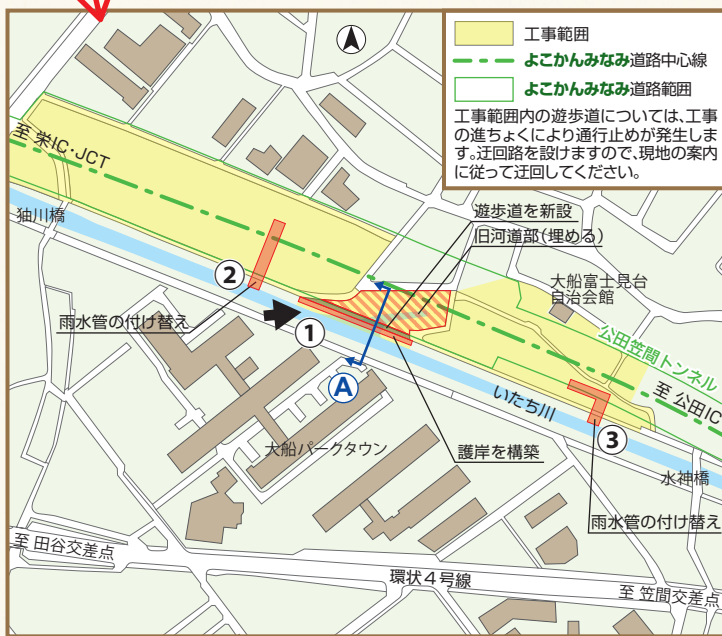 工事範囲
よこかんみなみ道路中心線
よこかんみなみ道路範囲
工事範囲内の遊歩道については、工事
の進ちょくにより通行止めが発生しま
す。迂回路を設けますので、現地の案内
に従って迂回してください。
至 栄IC・JCT
狆川橋
遊歩道を新設
旧河道部(埋める)
大船富士見台
自治会館
②
雨水管の付け替え
①
公田笠間トンネル
至 公田IC
A
いたち川
③
大船パークタウン
護岸を構築
水神橋
雨水管の付け替え
至 田谷交差点
環状4号線
至 笠間交差点